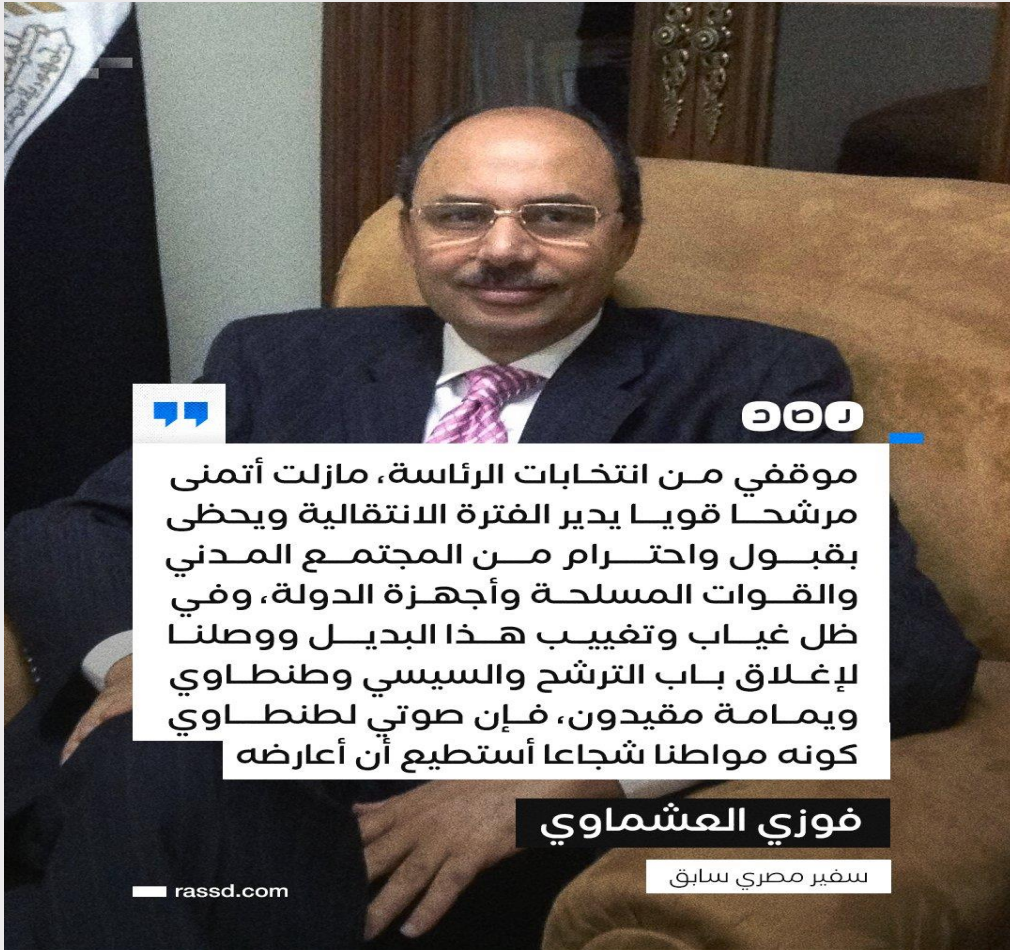 رصد
موقفي من انتخابات الرئاسة، مازلت أتمنى
مرشحا قويا يدير الفترة الانتقالية ويحظى
بقبول واحترام من المجتمع المدني
والقوات المسلحة وأجهزة الدولة، وفي
ظل غياب وتغييب هذا البديل ووصلنا
لإغلاق باب الترشح والسيسي وطنطاوي
ويمامة مقيدون، فإن صوتي لطنطاوي
كونه مواطنا شجاعا أستطيع أن أعارضه
فوزي العشماوي
سفير مصري سابق
rassd.com